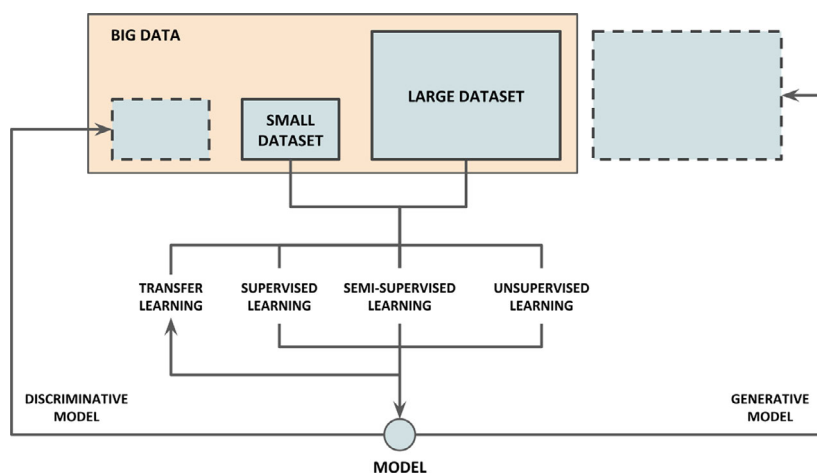 BIG DATA
SMALL
DATASET
LARGE DATASET
TRANSFER
LEARNING
SUPERVISED
LEARNING
SEMI-SUPERVISED
LEARNING
UNSUPERVISED
LEARNING
DISCRIMINATIVE
MODEL
GENERATIVE
MODEL
MODEL